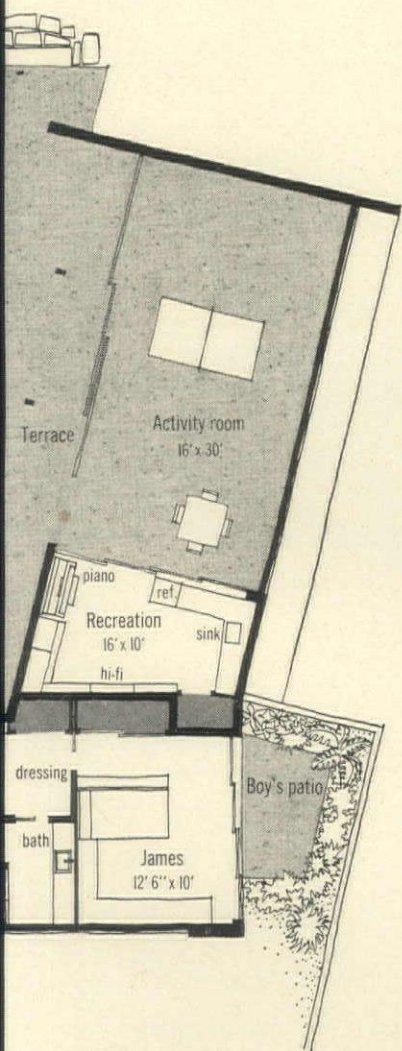 Terrace
Activity room
16' x 30'
piano
ref.
Recreation
16' x 10'
sink
hi-fi
dressing
Boy's patio
bath
James
12' 6'' x 10'